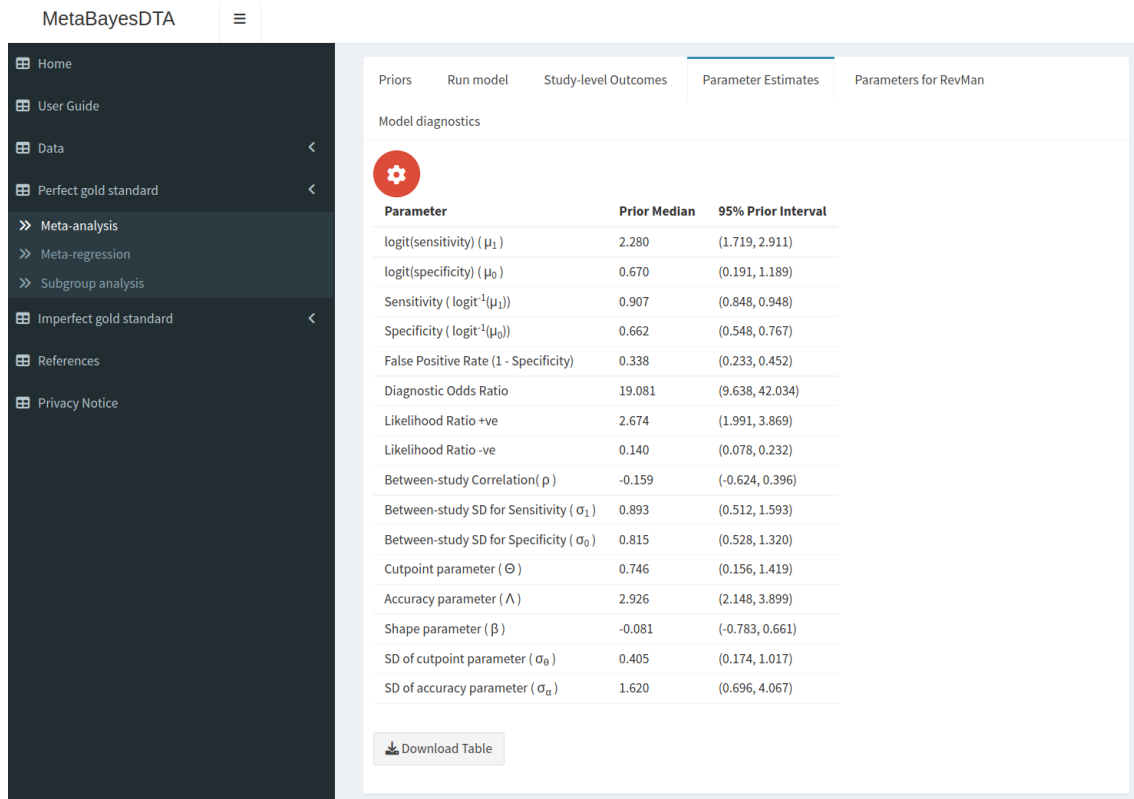 MetaBayesDTA
Home
User Guide
Data
Perfect gold standard
Meta-analysis
Meta-regression
Subgroup analysis
Imperfect gold standard
References
Privacy Notice
Priors Run model Study-level Outcomes Parameter Estimates Parameters for RevMan
Model diagnostics
Parameter Prior Median 95% Prior Interval
logit(sensitivity) ( μ₁ ) 2.280 (1.719, 2.911)
logit(specificity) ( μ₀ ) 0.670 (0.191, 1.189)
Sensitivity ( logit⁻¹(μ₁)) 0.907 (0.848, 0.948)
Specificity ( logit⁻¹(μ₀)) 0.662 (0.548, 0.767)
False Positive Rate (1 - Specificity) 0.338 (0.233, 0.452)
Diagnostic Odds Ratio 19.081 (9.638, 42.034)
Likelihood Ratio +ve 2.674 (1.991, 3.869)
Likelihood Ratio -ve 0.140 (0.078, 0.232)
Between-study Correlation( ρ ) -0.159 (-0.624, 0.396)
Between-study SD for Sensitivity ( σ₁ ) 0.893 (0.512, 1.593)
Between-study SD for Specificity ( σ₀ ) 0.815 (0.528, 1.320)
Cutpoint parameter ( Θ ) 0.746 (0.156, 1.419)
Accuracy parameter ( Λ ) 2.926 (2.148, 3.899)
Shape parameter ( β ) -0.081 (-0.783, 0.661)
SD of cutpoint parameter ( σθ ) 0.405 (0.174, 1.017)
SD of accuracy parameter ( σα ) 1.620 (0.696, 4.067)
Download Table